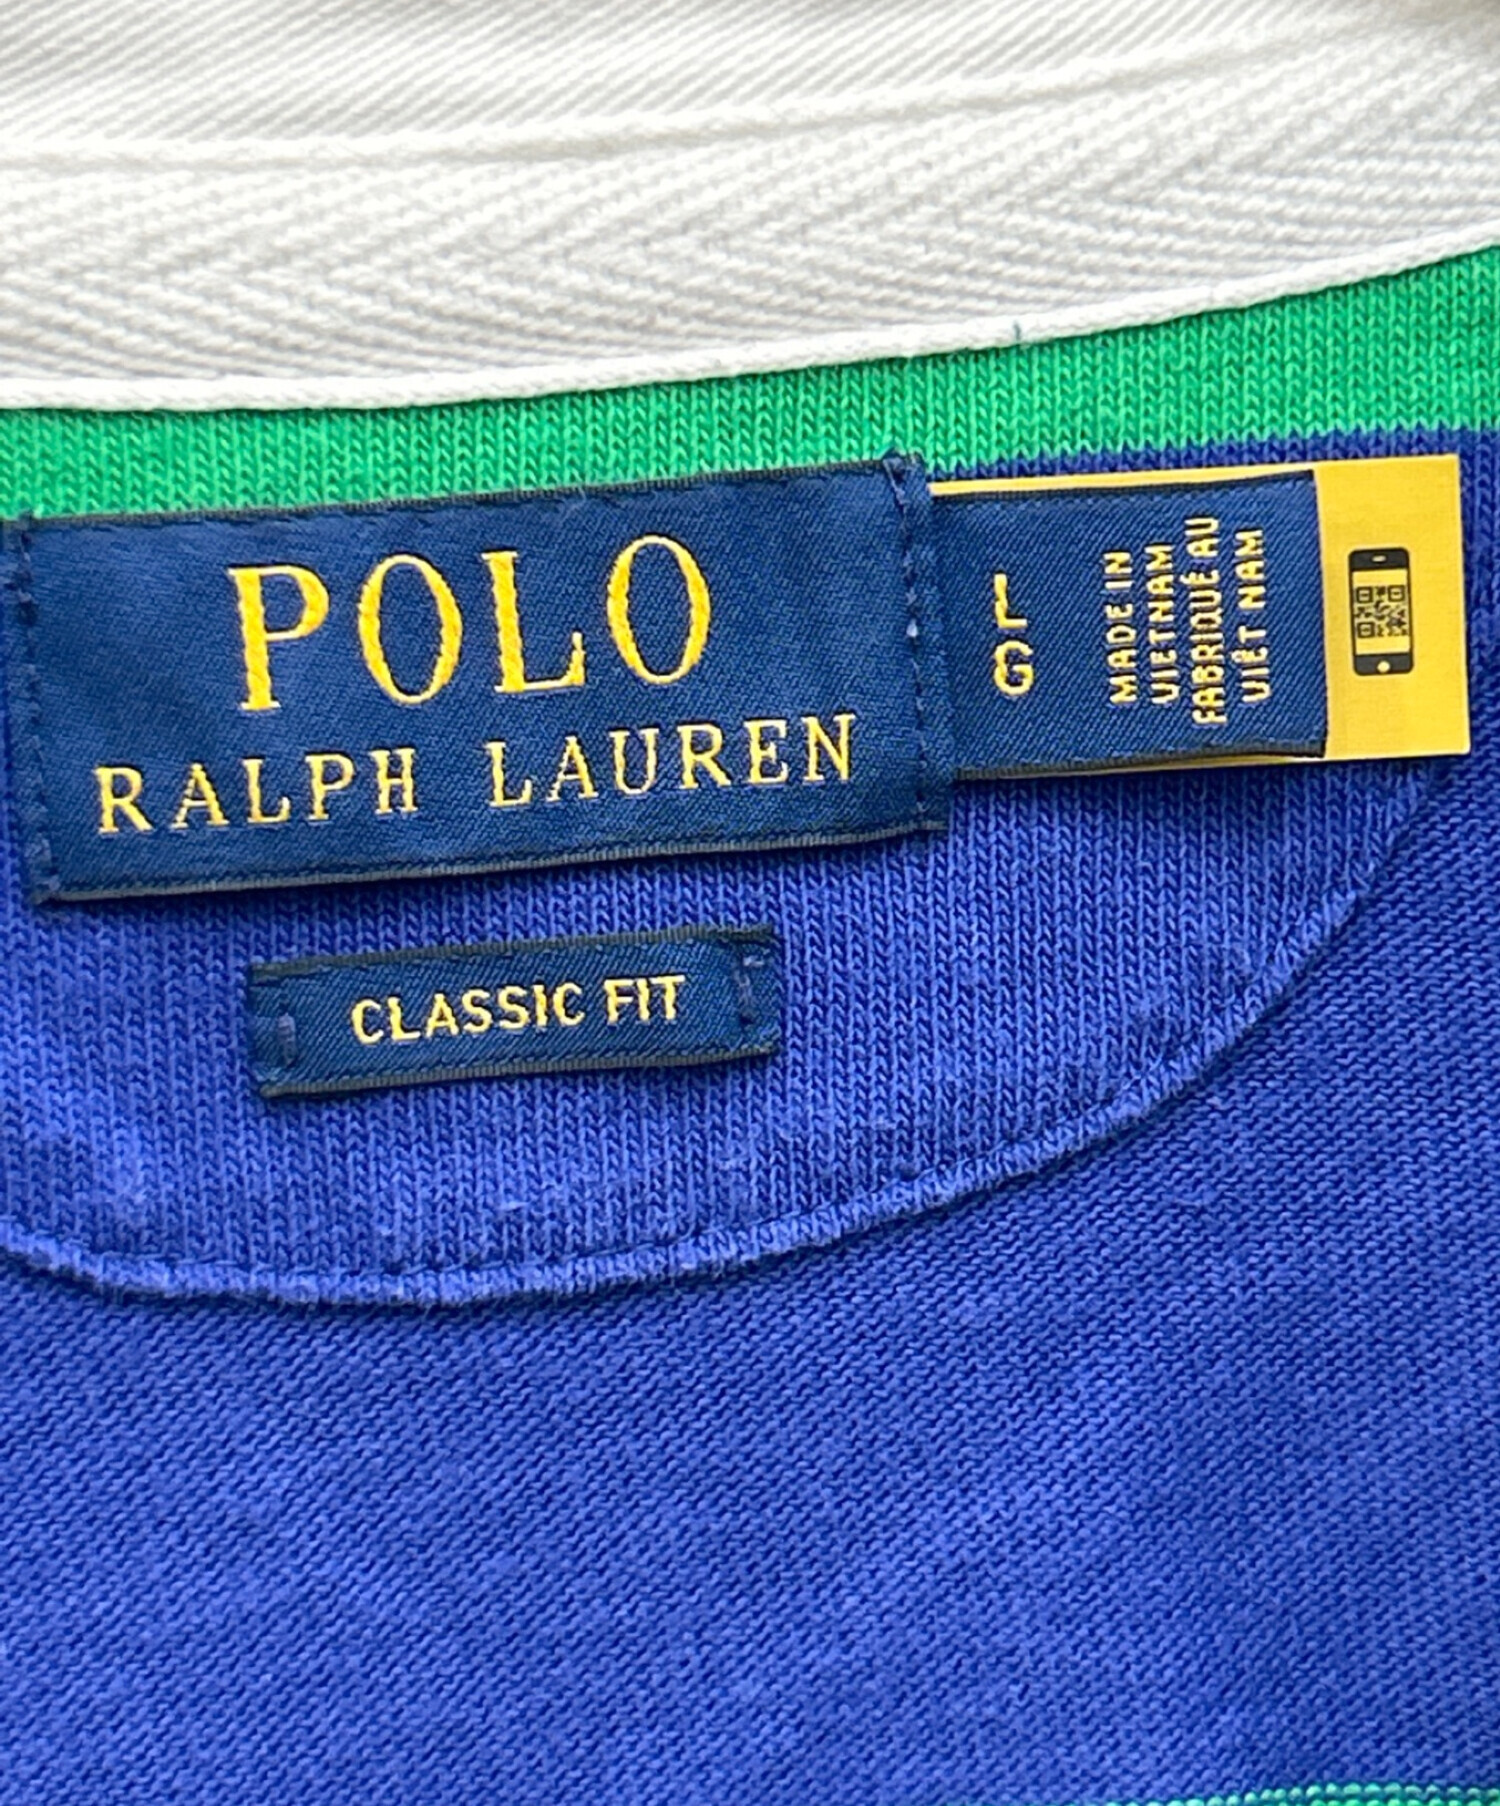 POLO
RALPH LAUREN
L
G
MADE IN
VIETNAM
FABRIQUÉ AU
VIÊT NAM
CLASSIC FIT